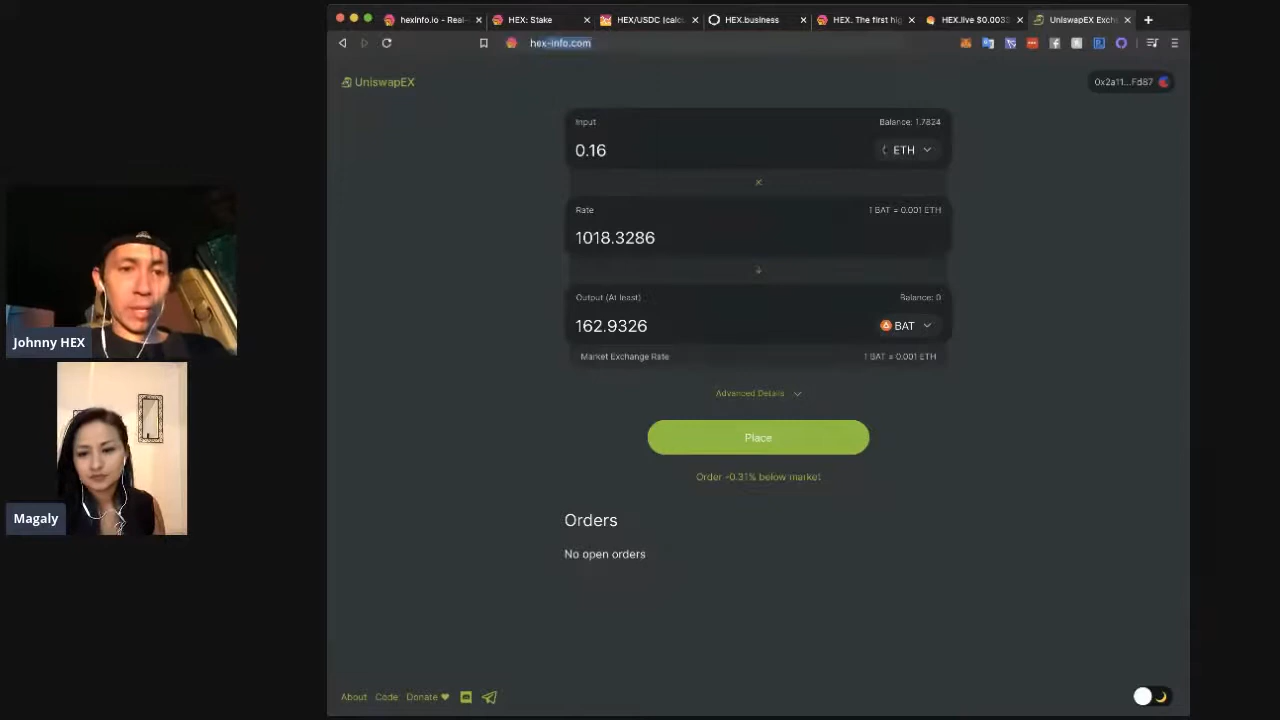 hexinfo.io - Real-
HEX: Stake
HEX/USDC (calc
HEX.business
HEX. The first hig
HEX.live $0.003
UniswapEX Exch
hex-info.com
UniswapEX
0x2a11...Fd67
Input
Balance: 1.7824
0.16
ETH
Rate
1 BAT = 0.001 ETH
1018.3286
Output (At least)
Balance: 0
162.9326
BAT
Market Exchange Rate
1 BAT = 0.001 ETH
Advanced Details
Place
Order -0.31% below market
Orders
No open orders
About Code Donate
Johnny HEX
Magaly